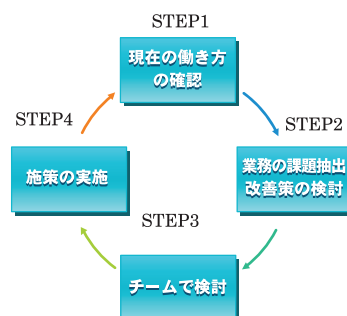 STEP1
現在の働き方
の確認
STEP2
業務の課題抽出
改善策の検討
STEP3
チームで検討
STEP4
施策の実施